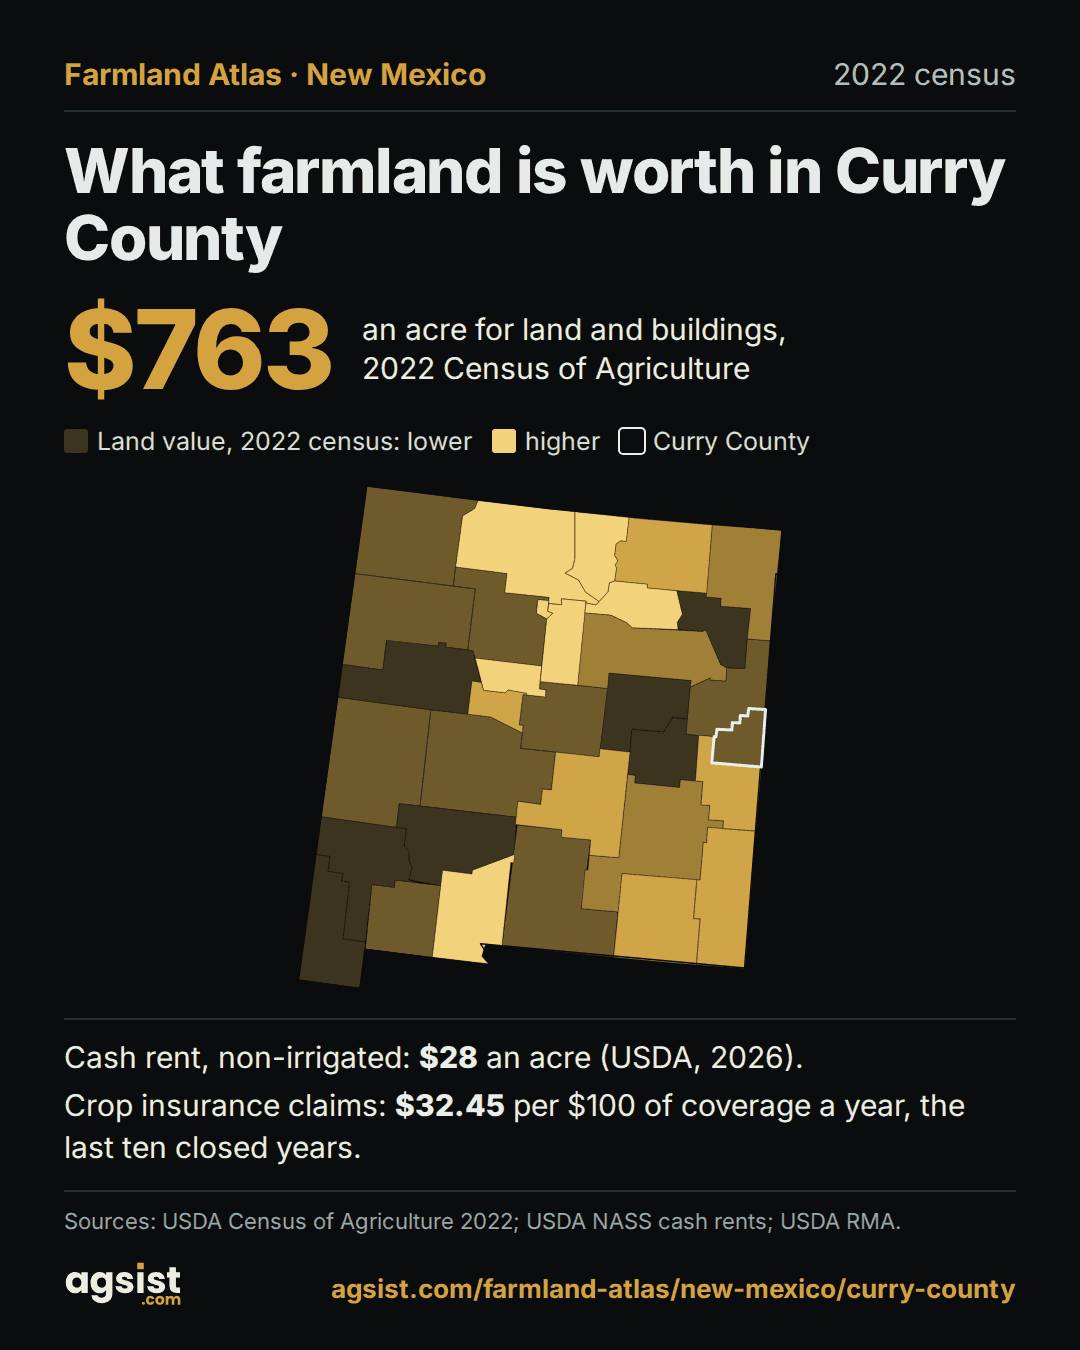 Farmland Atlas · New Mexico
2022 census
What farmland is worth in Curry
County
$763
an acre for land and buildings,
2022 Census of Agriculture
Land value, 2022 census: lower
higher
Curry County
Cash rent, non-irrigated: $28 an acre (USDA, 2026).
Crop insurance claims: $32.45 per $100 of coverage a year, the
last ten closed years.
Sources: USDA Census of Agriculture 2022; USDA NASS cash rents; USDA RMA.
agsist
.com
agsist.com/farmland-atlas/new-mexico/curry-county